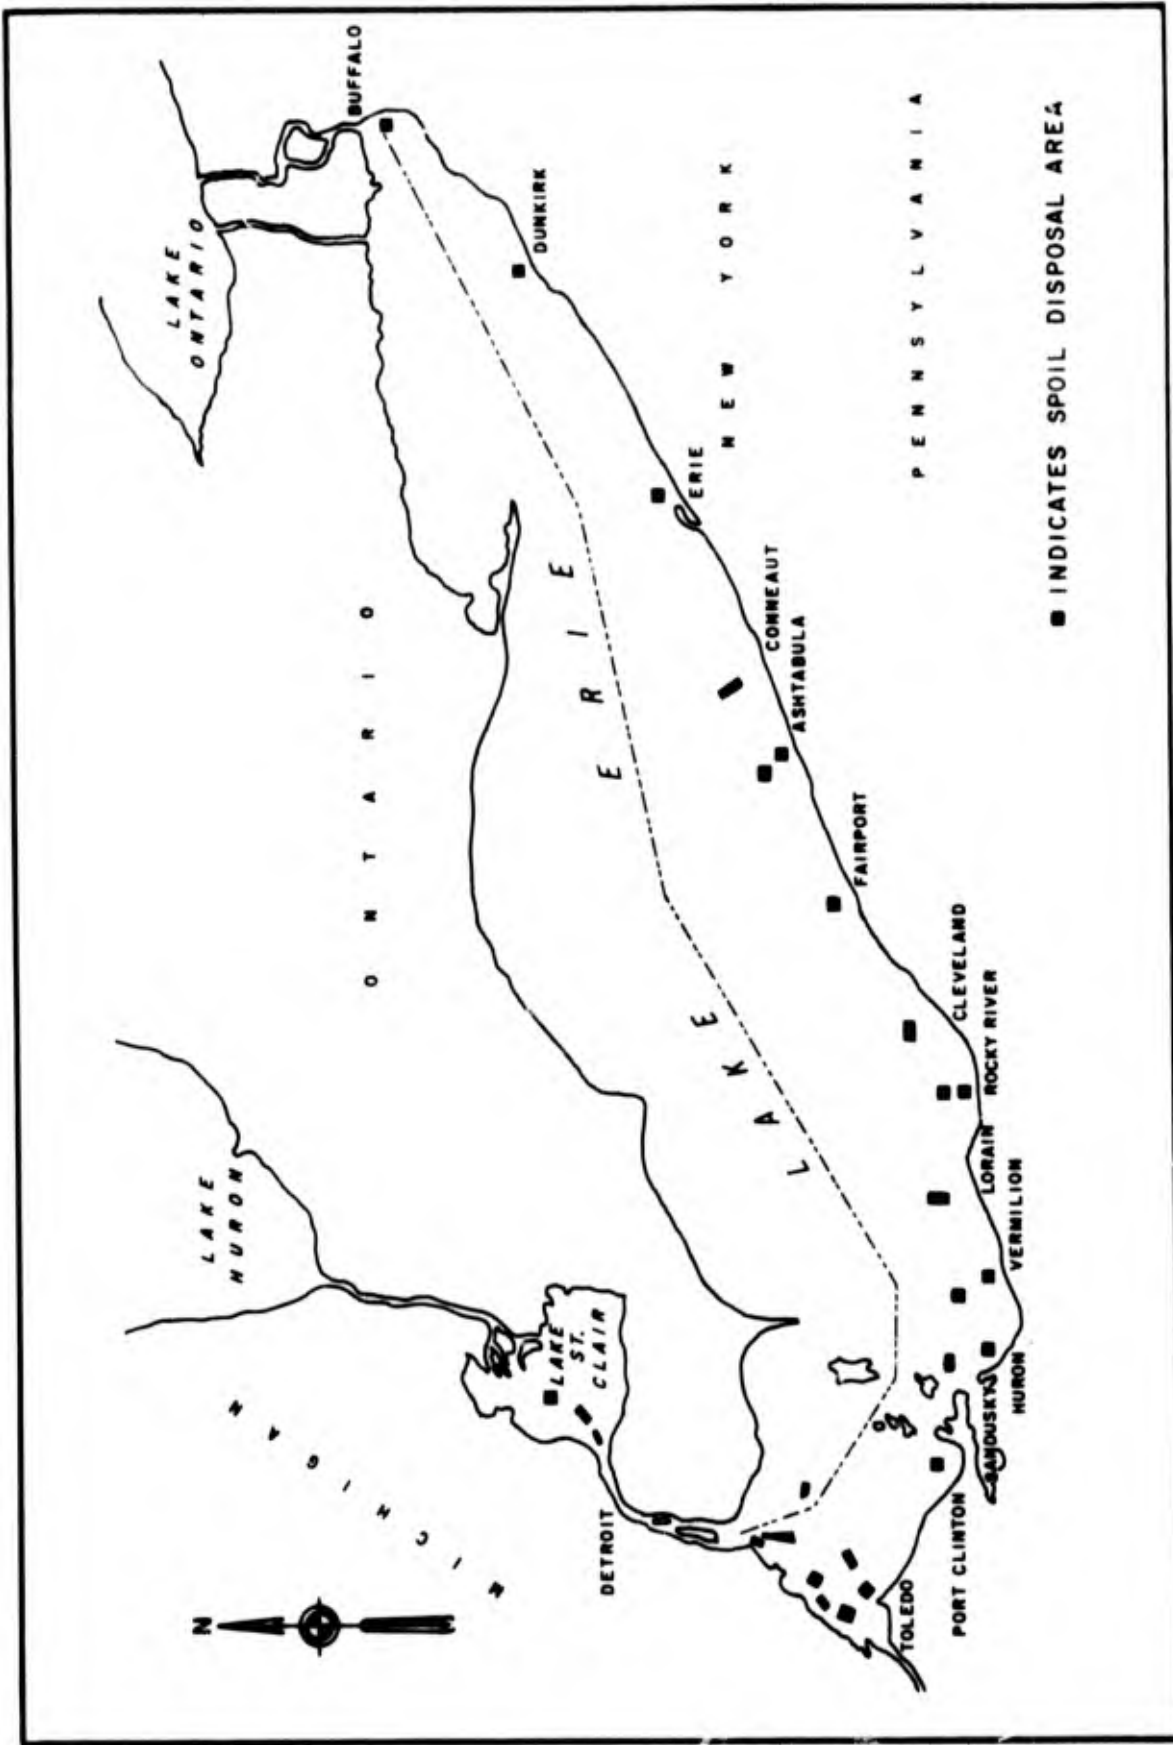 LAKE
ONTARIO
BUFFALO
DUNKIRK
NEW YORK
PENNSYLVANIA
ERIE
ONTARIO
LAKE ERIE
CONNEAUT
ASHTABULA
FAIRPORT
CLEVELAND
ROCKY RIVER
LORAIN
VERMILION
HURON
SANDUSKY
PORT CLINTON
TOLEDO
DETROIT
LAKE
ST.
CLAIR
LAKE
HURON
MICHIGAN
N
INDICATES SPOIL DISPOSAL AREA